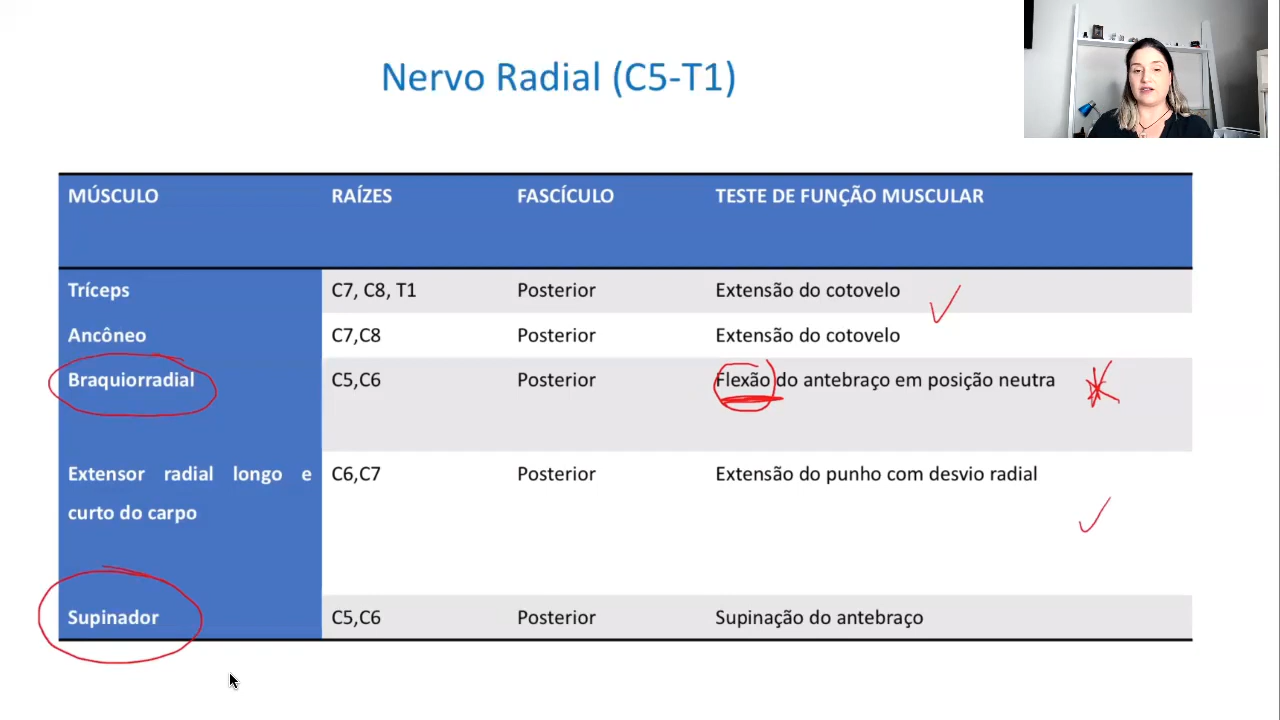 Nervo Radial (C5-T1)
MÚSCULO RAÍZES FASCÍCULO TESTE DE FUNÇÃO MUSCULAR
Tríceps C7, C8, T1 Posterior Extensão do cotovelo
Ancôneo C7,C8 Posterior Extensão do cotovelo
Braquiorradial C5,C6 Posterior Flexão do antebraço em posição neutra
Extensor radial longo e C6,C7 Posterior Extensão do punho com desvio radial
curto do carpo
Supinador C5,C6 Posterior Supinação do antebraço